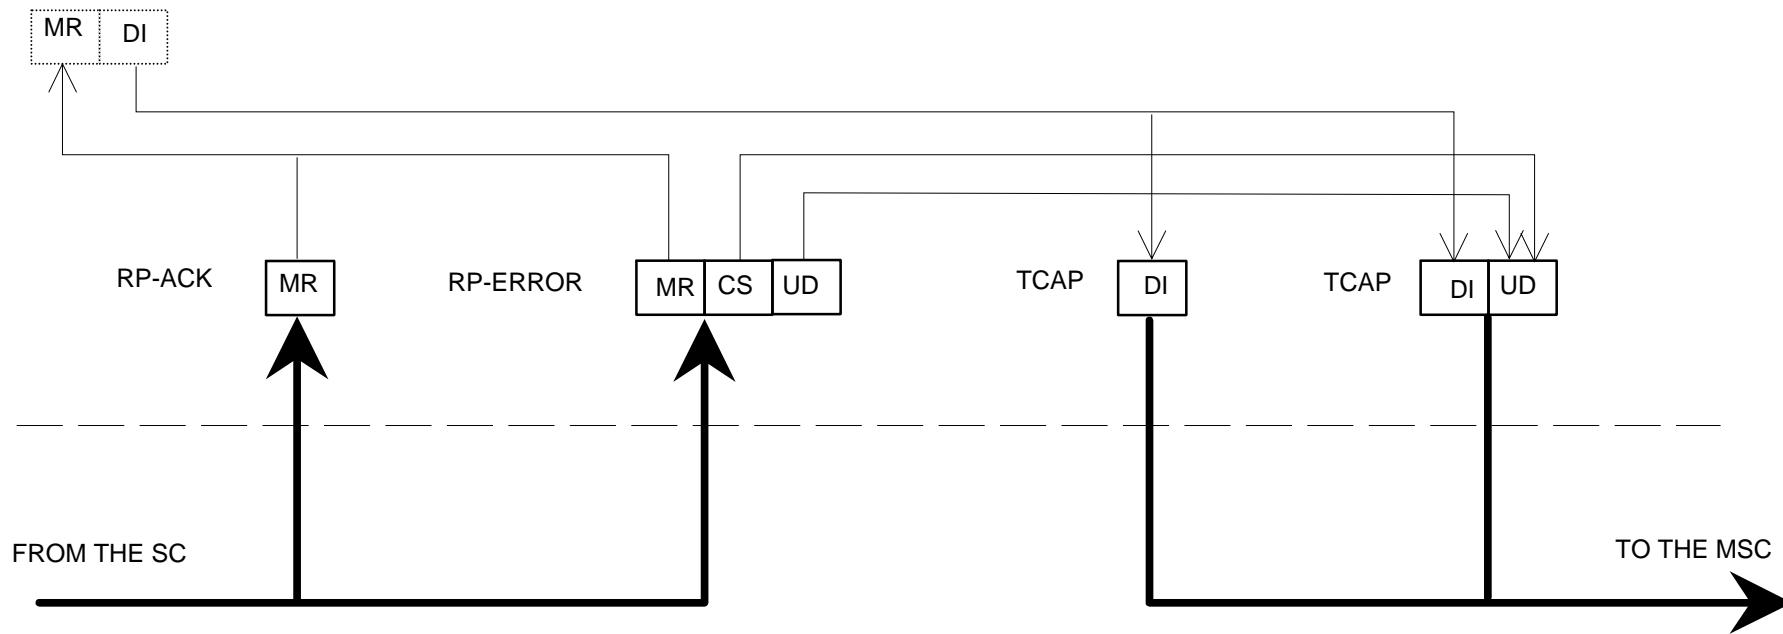 MR DI
RP-ACK MR RP-ERROR MR CS UD TCAP DI TCAP DI UD
FROM THE SC TO THE MSC